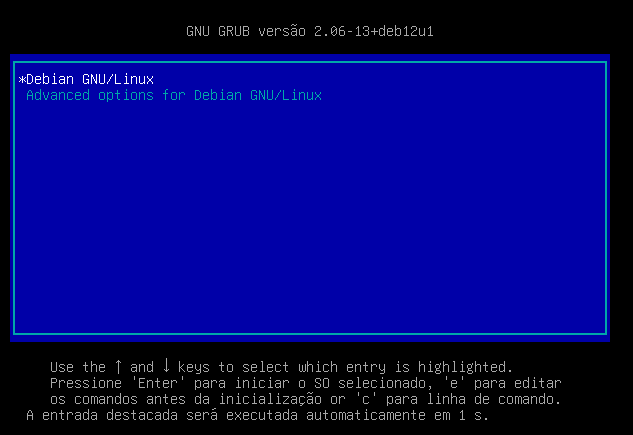 GNU GRUB versão 2.06-13+deb12u1
*Debian GNU/Linux
Advanced options for Debian GNU/Linux
Use the ↑ and ↓ keys to select which entry is highlighted.
Pressione 'Enter' para iniciar o SO selecionado, 'e' para editar
os comandos antes da inicialização or 'c' para linha de comando.
A entrada destacada será executada automaticamente em 1 s.